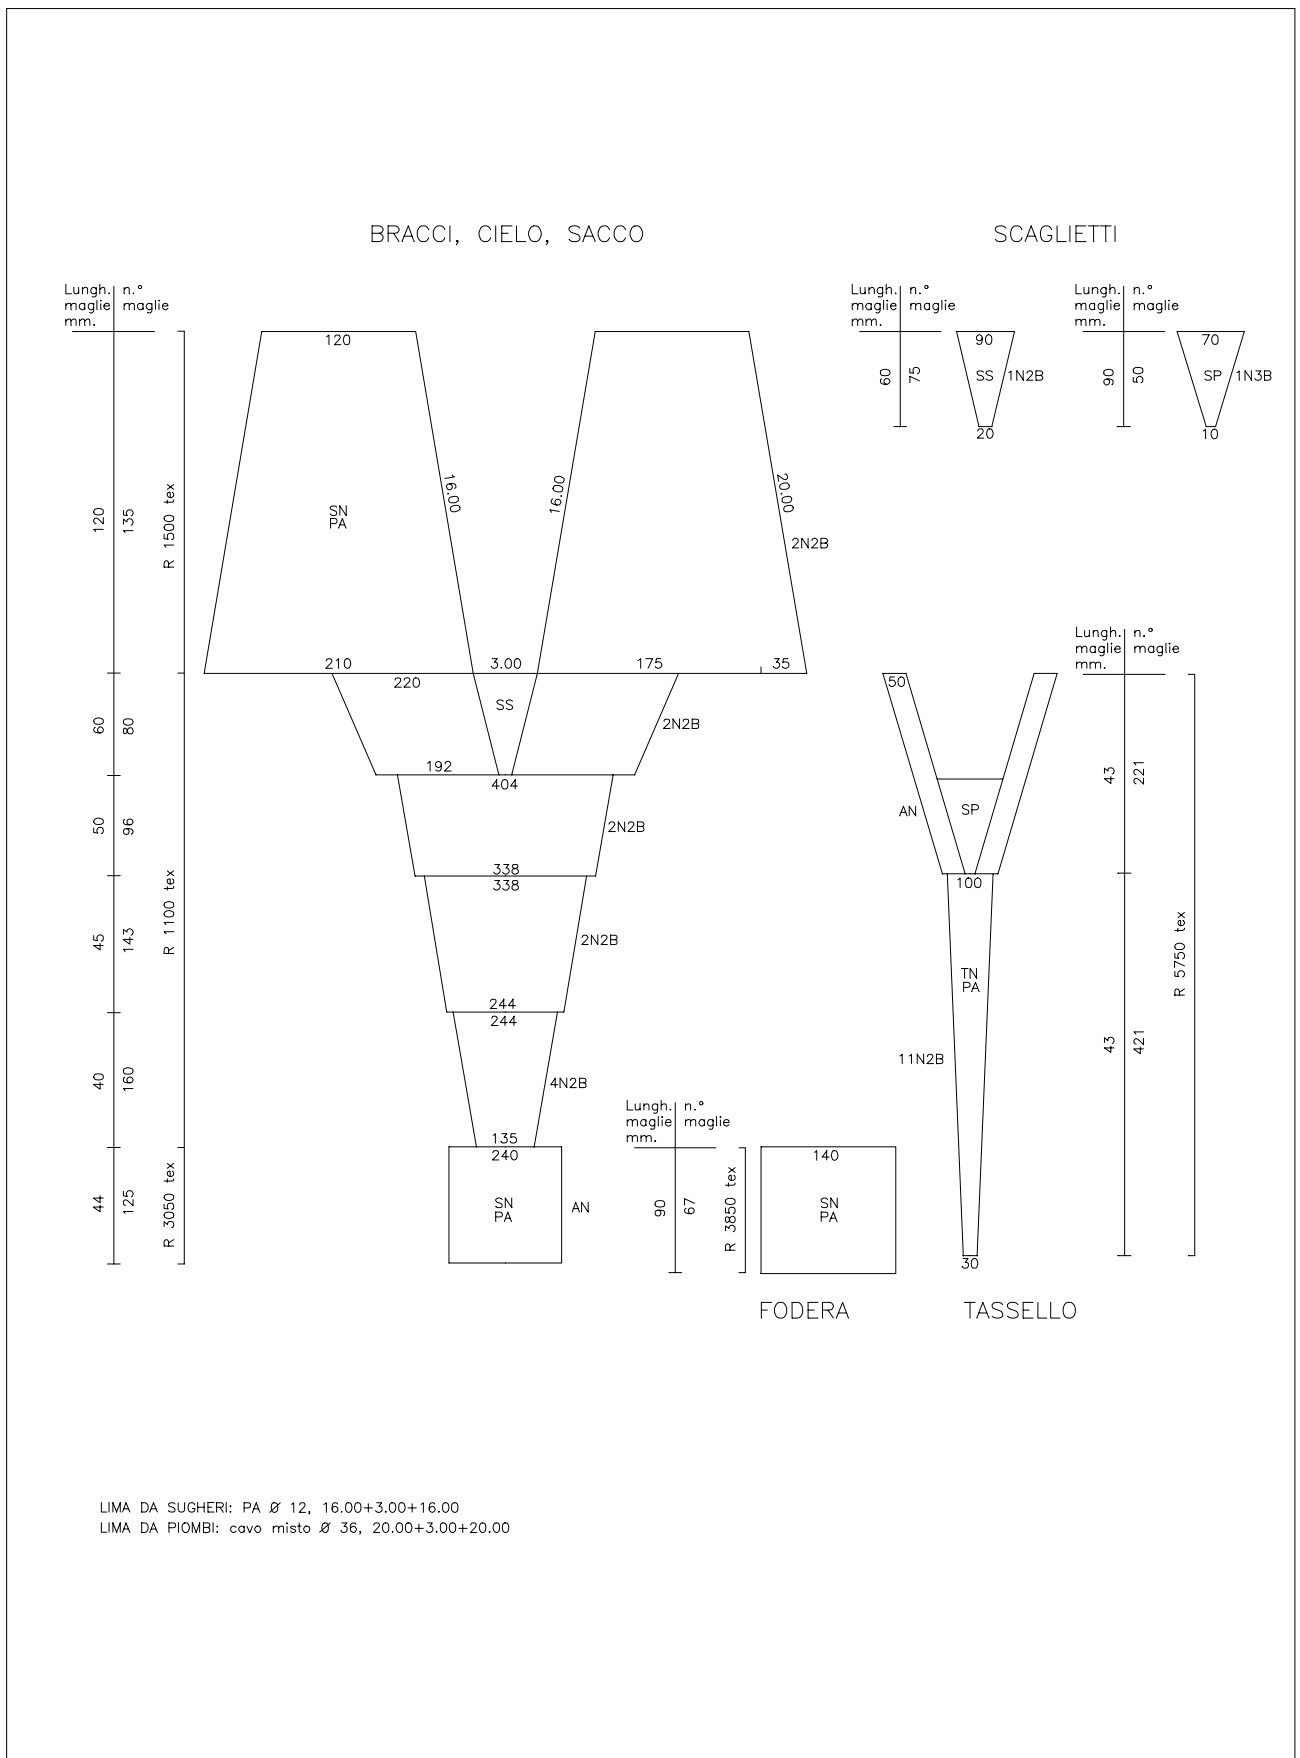 BRACCI, CIELO, SACCO
SCAGLIETTI
Lungh. n.°
maglie maglie
mm.
120
120
135
R 1500 tex
SN
PA
16.00
16.00
20.00
2N2B
210
3.00
175
35
220
SS
60
80
2N2B
192
404
50
96
2N2B
338
338
R 1100 tex
45
143
2N2B
244
244
40
160
4N2B
135
240
44
125
R 3050 tex
SN
PA
AN
Lungh. n.°
maglie maglie
mm.
60
75
90
SS
1N2B
20
Lungh. n.°
maglie maglie
mm.
90
50
70
SP
1N3B
10
Lungh. n.°
maglie maglie
mm.
50
43
221
AN
SP
100
R 5750 tex
TN
PA
43
421
11N2B
30
Lungh. n.°
maglie maglie
mm.
90
67
R 3850 tex
140
SN
PA
FODERA
TASSELLO
LIMA DA SUGHERI: PA Ø 12, 16.00+3.00+16.00
LIMA DA PIOMBI: cavo misto Ø 36, 20.00+3.00+20.00